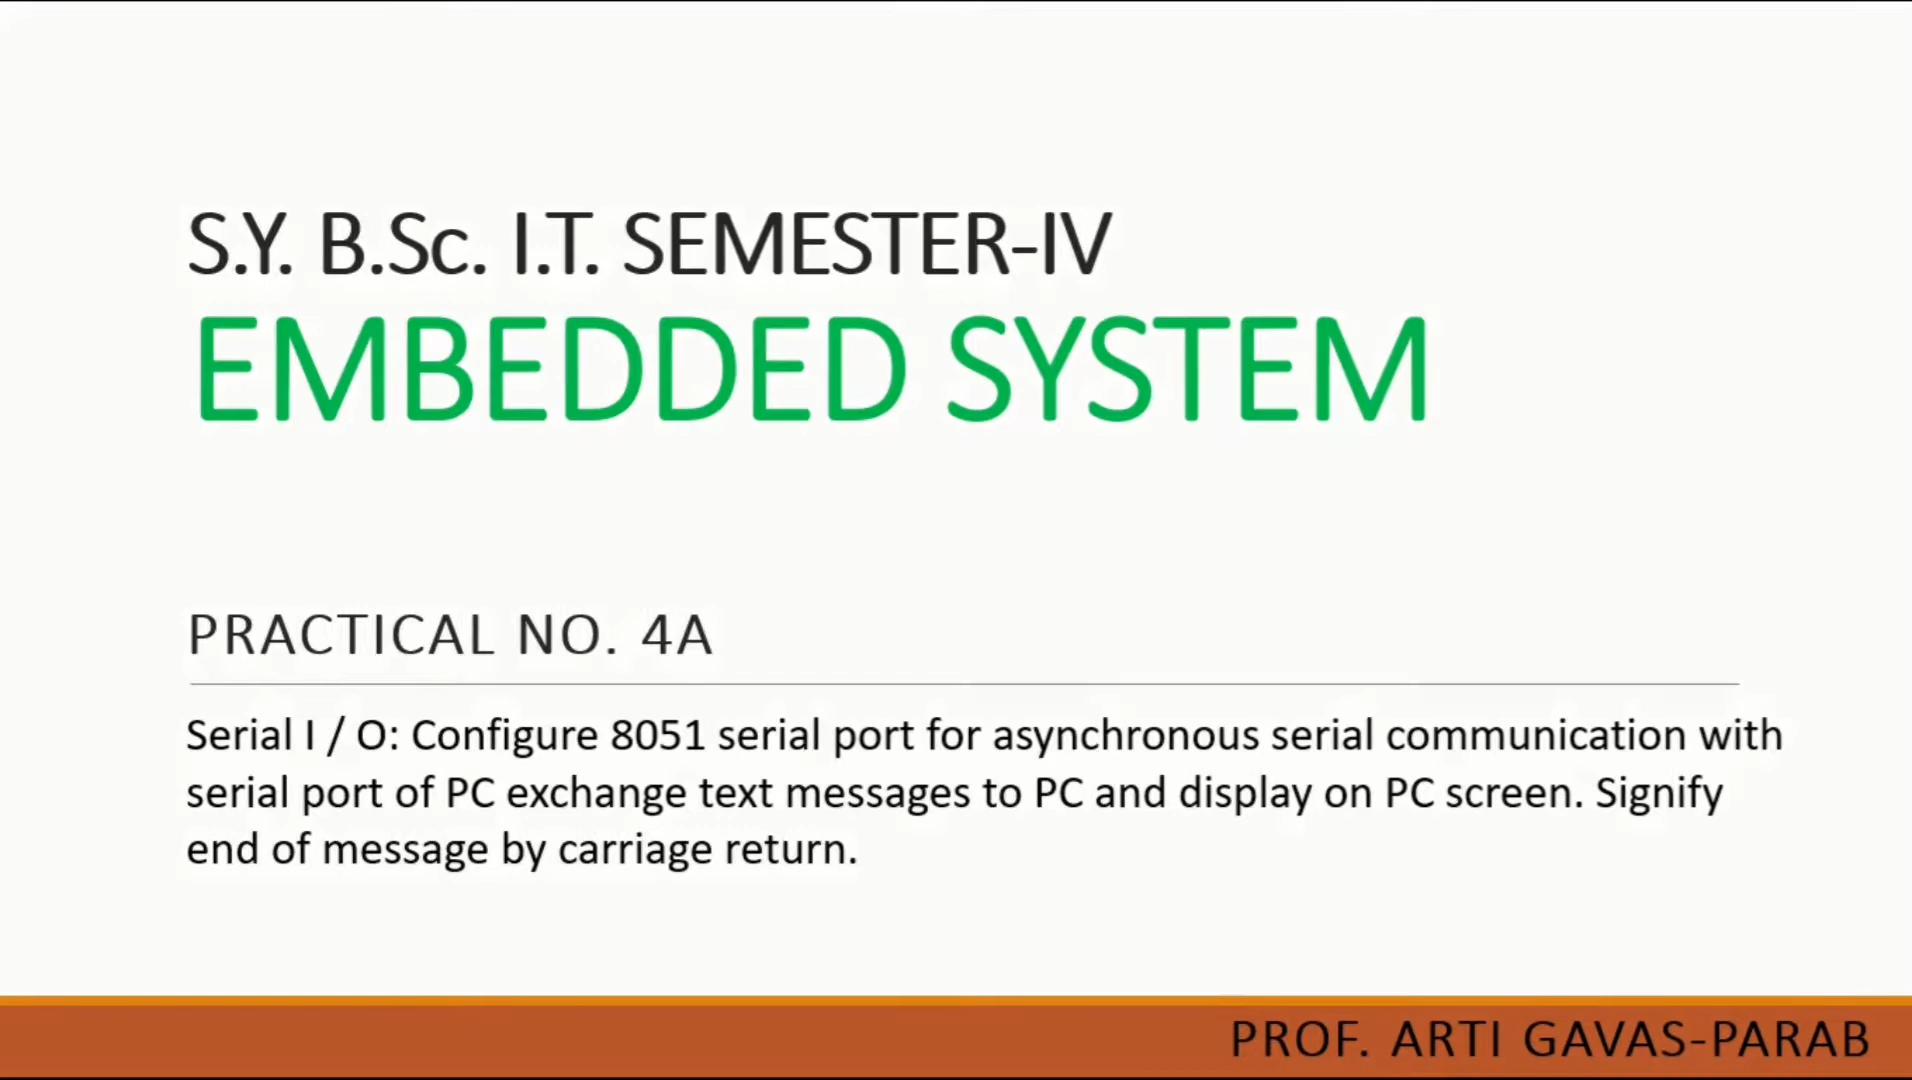 S.Y. B.Sc. I.T. SEMESTER-IV
EMBEDDED SYSTEM
PRACTICAL NO. 4A
Serial I / O: Configure 8051 serial port for asynchronous serial communication with
serial port of PC exchange text messages to PC and display on PC screen. Signify
end of message by carriage return.
PROF. ARTI GAVAS-PARAB